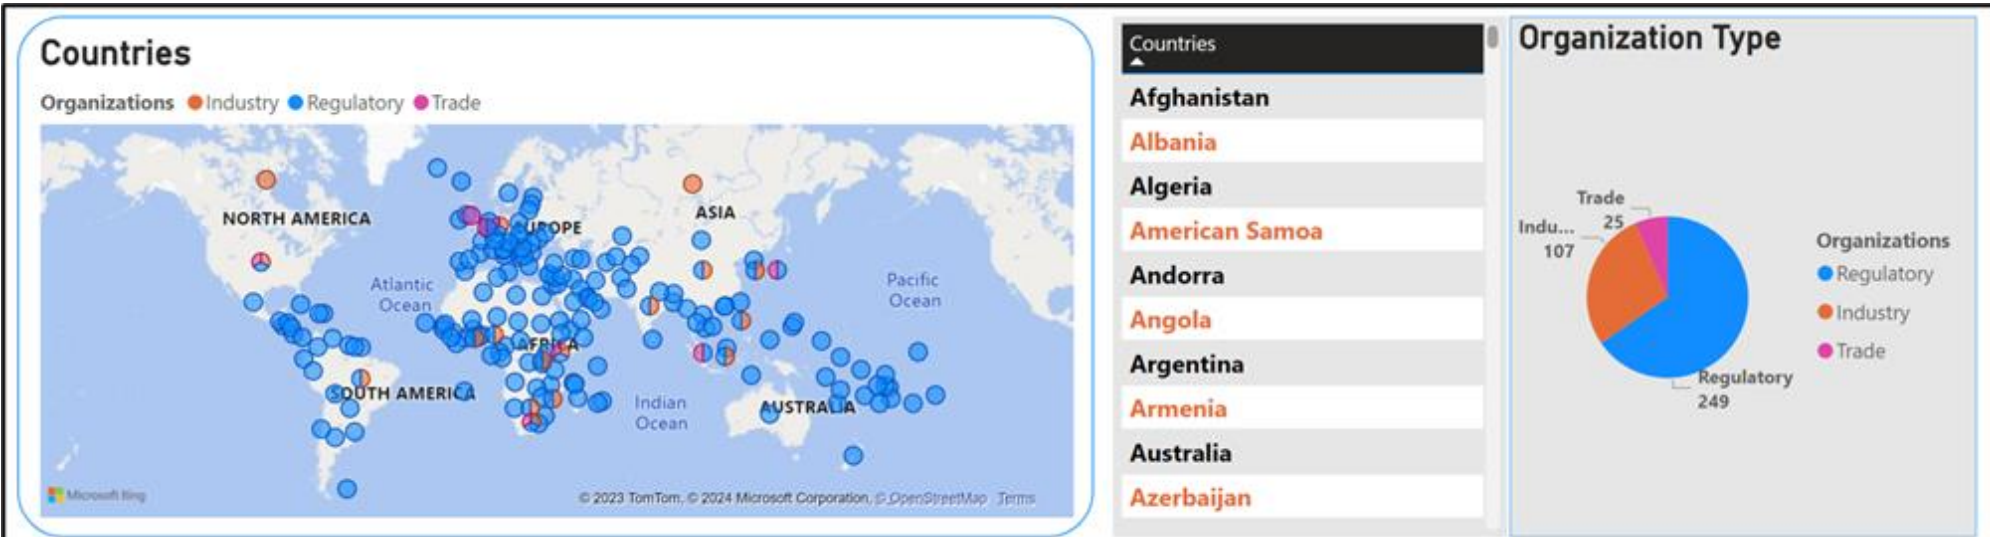 Countries
Organizations Industry Regulatory Trade
NORTH AMERICA
EUROPE
ASIA
Atlantic
Ocean
Pacific
Ocean
AFRICA
SOUTH AMERICA
Indian
Ocean
AUSTRALIA
Microsoft Bing
© 2023 TomTom, © 2024 Microsoft Corporation, © OpenStreetMap Terms
Countries
Afghanistan
Albania
Algeria
American Samoa
Andorra
Angola
Argentina
Armenia
Australia
Azerbaijan
Organization Type
Trade
25
Indu...
107
Regulatory
249
Organizations
Regulatory
Industry
Trade